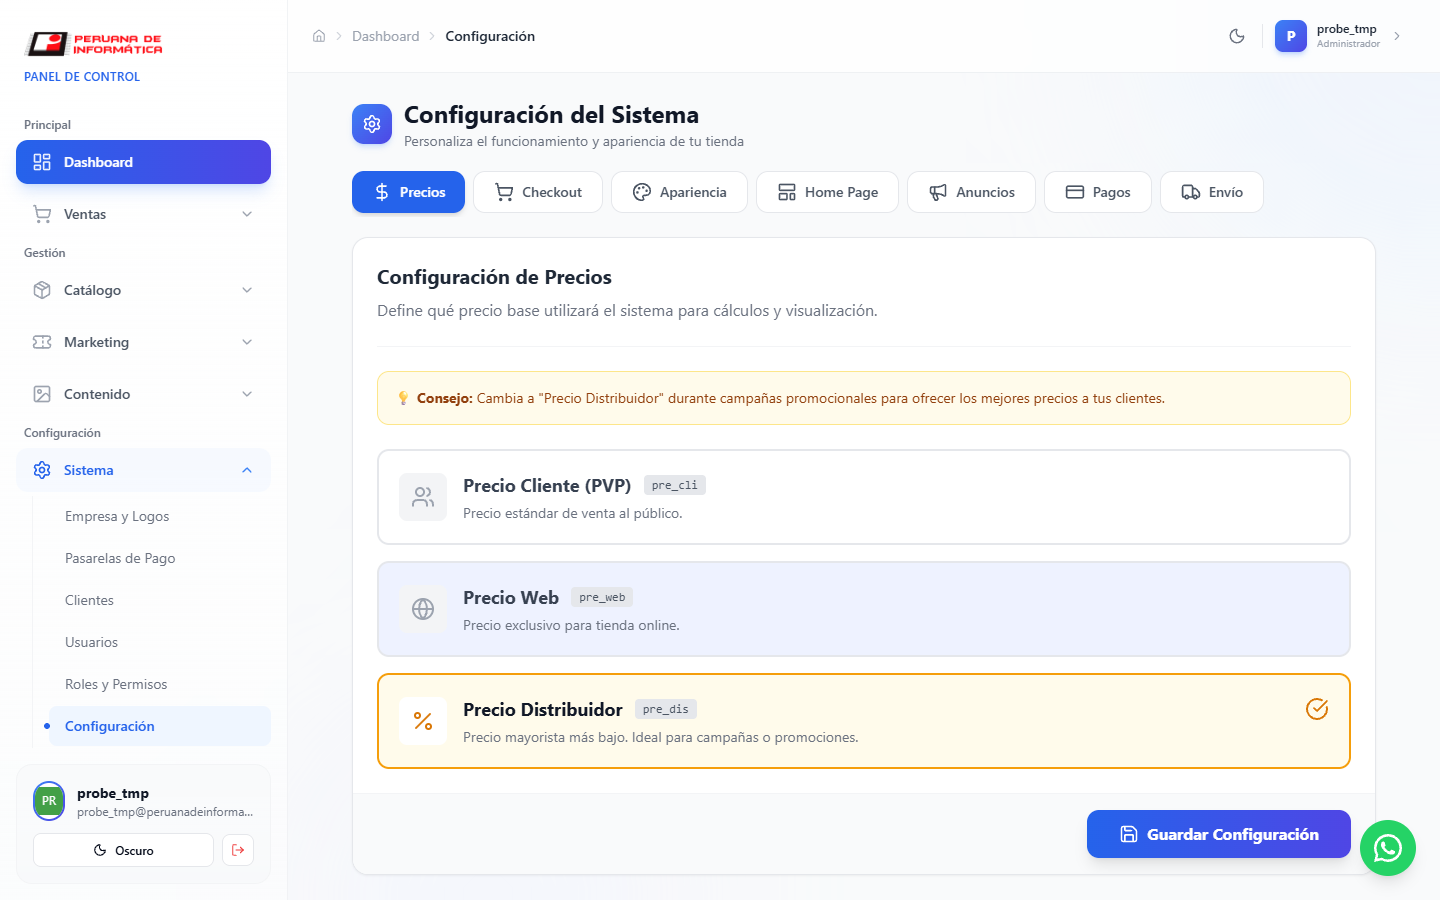 PERUANA DE
INFORMÁTICA
PANEL DE CONTROL
Principal
Dashboard
Ventas
Gestión
Catálogo
Marketing
Contenido
Configuración
Sistema
Empresa y Logos
Pasarelas de Pago
Clientes
Usuarios
Roles y Permisos
Configuración
PR
probe_tmp
probe_tmp@peruanadeinforma...
Oscuro
Dashboard
Configuración
P
probe_tmp
Administrador
Configuración del Sistema
Personaliza el funcionamiento y apariencia de tu tienda
Precios
Checkout
Apariencia
Home Page
Anuncios
Pagos
Envío
Configuración de Precios
Define qué precio base utilizará el sistema para cálculos y visualización.
Consejo: Cambia a "Precio Distribuidor" durante campañas promocionales para ofrecer los mejores precios a tus clientes.
Precio Cliente (PVP) pre_cli
Precio estándar de venta al público.
Precio Web pre_web
Precio exclusivo para tienda online.
Precio Distribuidor pre_dis
Precio mayorista más bajo. Ideal para campañas o promociones.
Guardar Configuración